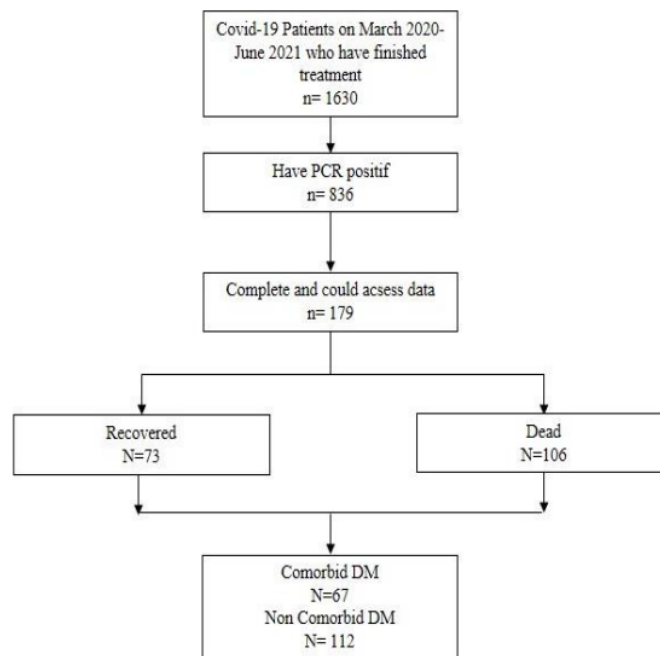 Covid-19 Patients on March 2020-
June 2021 who have finished
treatment
n= 1630
Have PCR positif
n= 836
Complete and could acsess data
n= 179
Recovered
N=73
Dead
N=106
Comorbid DM
N=67
Non Comorbid DM
N= 112